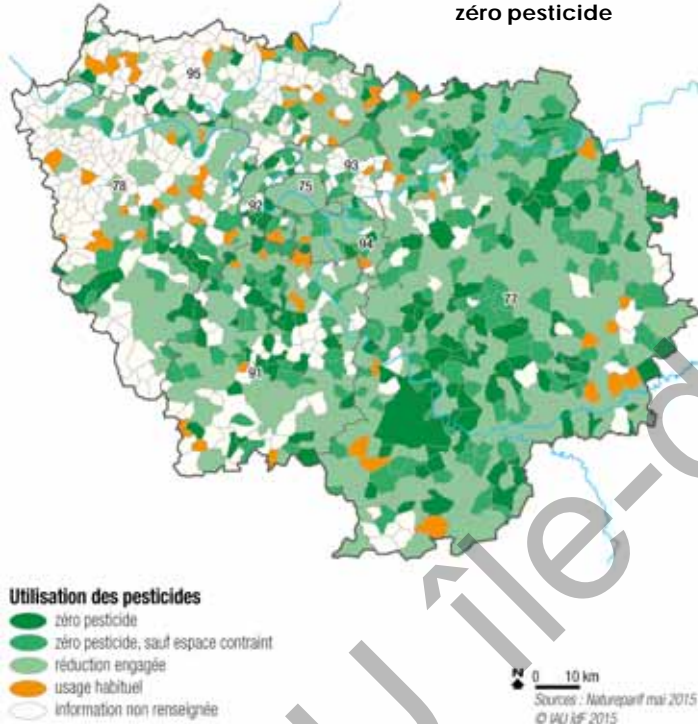 zéro pesticide
95
78
93
75
92
94
77
91
Utilisation des pesticides
zéro pesticide
zéro pesticide, sauf espace contraint
réduction engagée
usage habituel
information non renseignée
N 0 10 km
Sources : Natureparif mai 2015
© IAU îdF 2015
U île-d